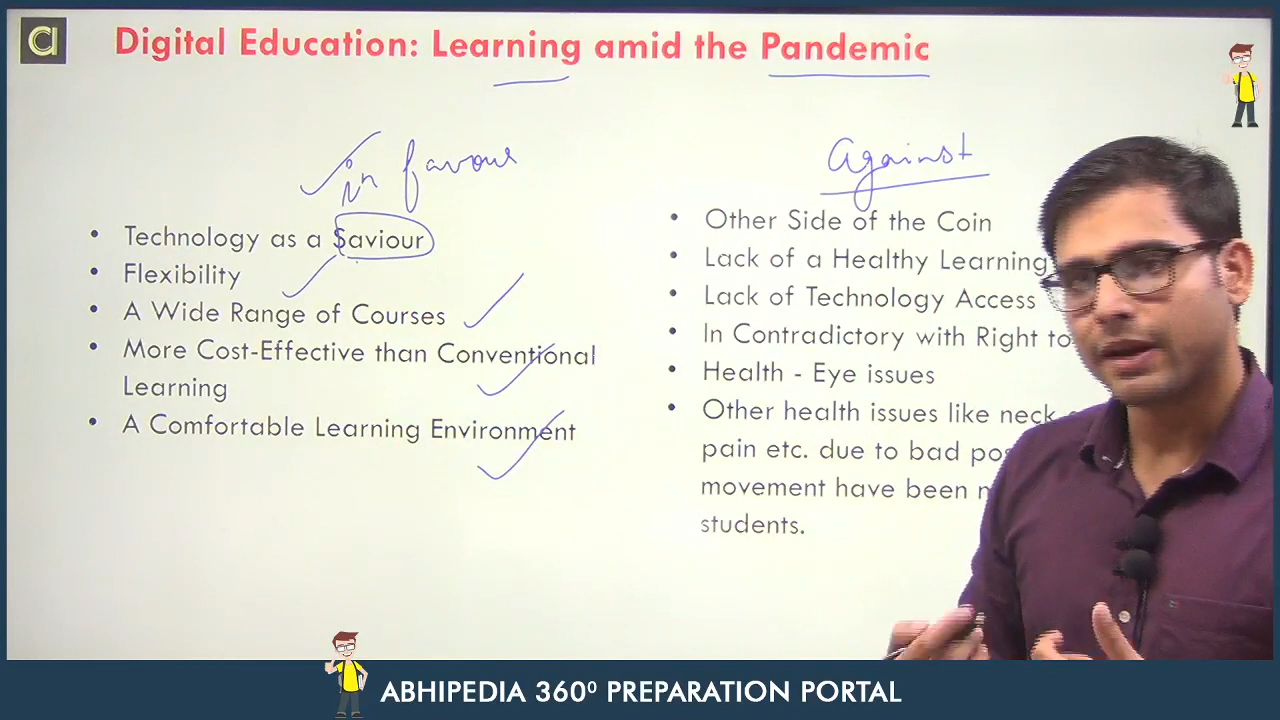 Digital Education: Learning amid the Pandemic
in favour
Against
• Technology as a Saviour
• Flexibility
• A Wide Range of Courses
• More Cost-Effective than Conventional
Learning
• A Comfortable Learning Environment
• Other Side of the Coin
• Lack of a Healthy Learning
• Lack of Technology Access
• In Contradictory with Right to
• Health - Eye issues
• Other health issues like neck
pain etc. due to bad
movement have been
students.
ABHIPEDIA 360⁰ PREPARATION PORTAL